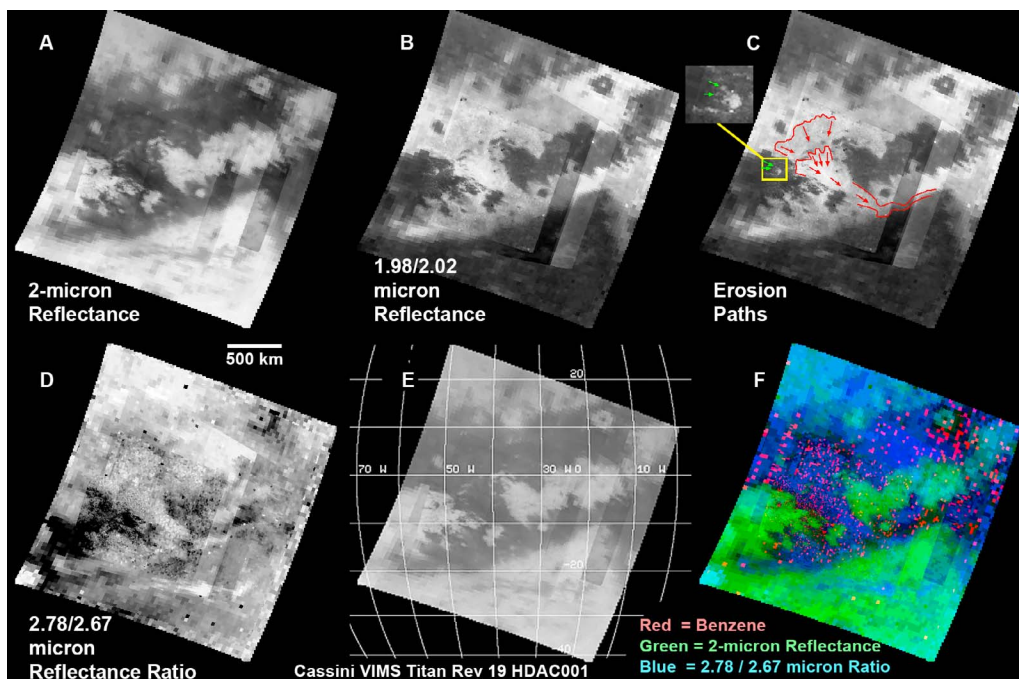 A
B
C
2-micron
Reflectance
1.98/2.02
micron
Reflectance
Erosion
Paths
500 km
D
E
F
20
70 W 50 W 30 W 0 10 W
-20
-40
2.78/2.67
micron
Reflectance Ratio
Cassini VIMS Titan Rev 19 HDAC001
Red = Benzene
Green = 2-micron Reflectance
Blue = 2.78 / 2.67 micron Ratio